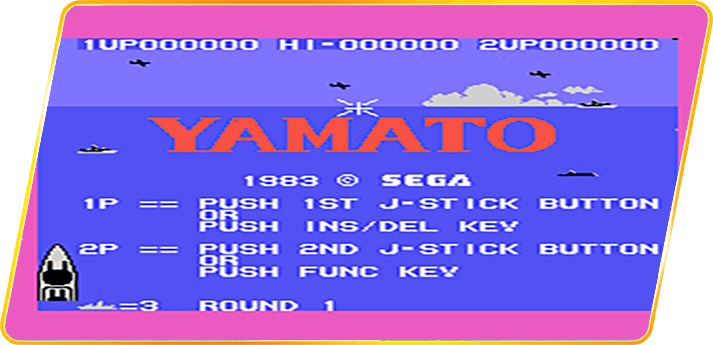 1UP000000 HI-000000 2UP000000
YAMATO
1983 © SEGA
1P == PUSH 1ST J-STICK BUTTON
OR
PUSH INS/DEL KEY
2P == PUSH 2ND J-STICK BUTTON
OR
PUSH FUNC KEY
=3 ROUND 1